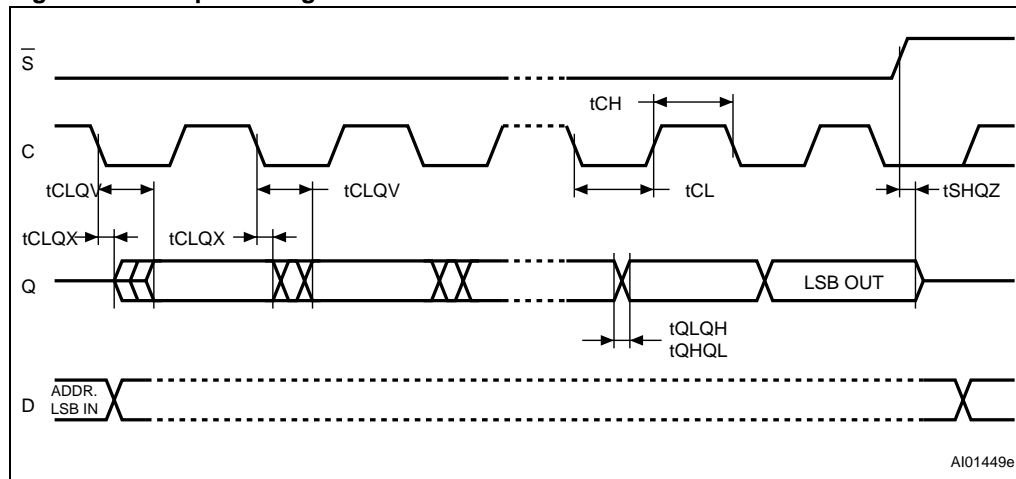 S
tCH
C
tCLQV
tCLQV
tCL
tSHQZ
tCLQX
tCLQX
Q
LSB OUT
tQLQH
tQHQL
D
ADDR.
LSB IN
AI01449e